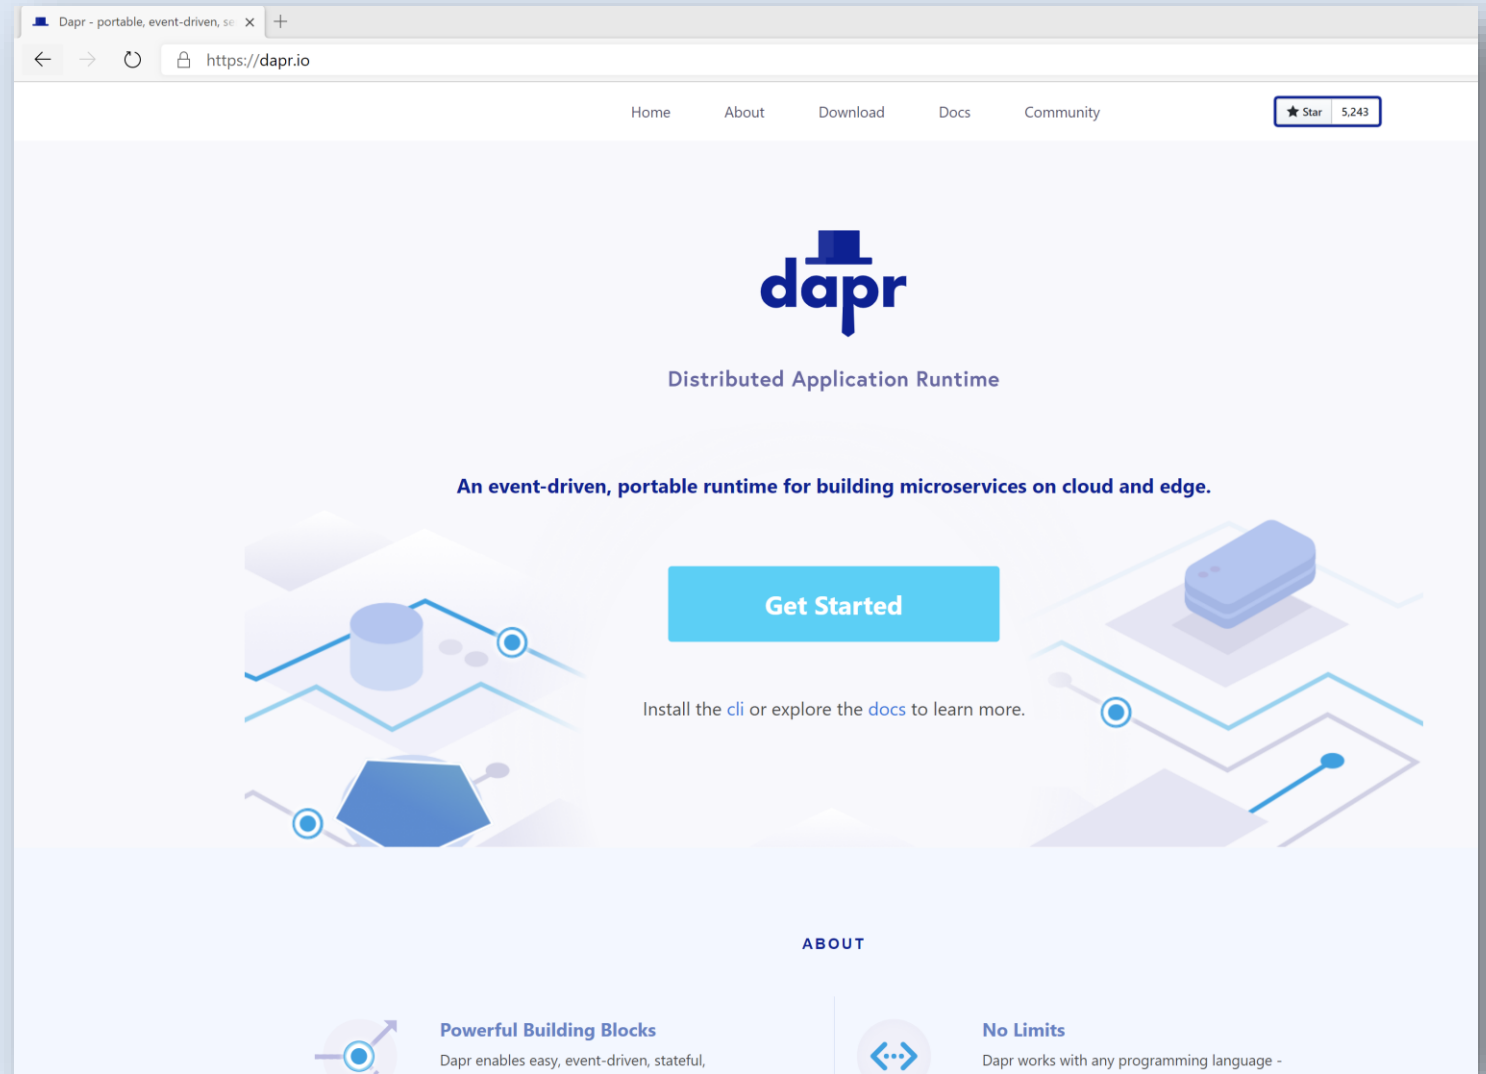 Dapr - portable, event-driven, se
https://dapr.io
Home About Download Docs Community Star 5,243
dapr
Distributed Application Runtime
An event-driven, portable runtime for building microservices on cloud and edge.
Get Started
Install the cli or explore the docs to learn more.
ABOUT
Powerful Building Blocks
Dapr enables easy, event-driven, stateful,
No Limits
Dapr works with any programming language -